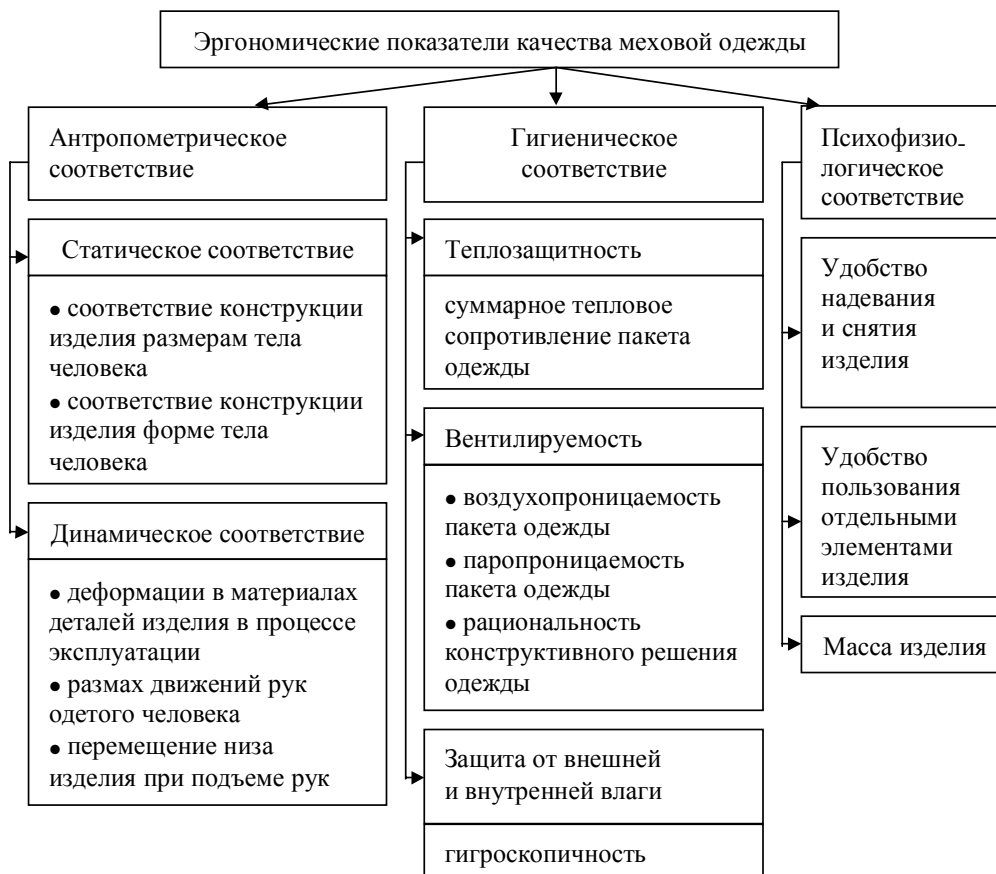 Эргономические показатели качества меховой одежды
Антропометрическое
соответствие
Статическое соответствие
● соответствие конструкции
изделия размерам тела
человека
● соответствие конструкции
изделия форме тела
человека
Динамическое соответствие
● деформации в материалах
деталей изделия в процессе
эксплуатации
● размах движений рук
одетого человека
● перемещение низа
изделия при подъеме рук
Гигиеническое
соответствие
Теплозащитность
суммарное тепловое
сопротивление пакета
одежды
Вентилируемость
● воздухопроницаемость
пакета одежды
● паропроницаемость
пакета одежды
● рациональность
конструктивного решения
одежды
Защита от внешней
и внутренней влаги
гигроскопичность
Психофизио-
логическое
соответствие
Удобство
надевания
и снятия
изделия
Удобство
пользования
отдельными
элементами
изделия
Масса изделия